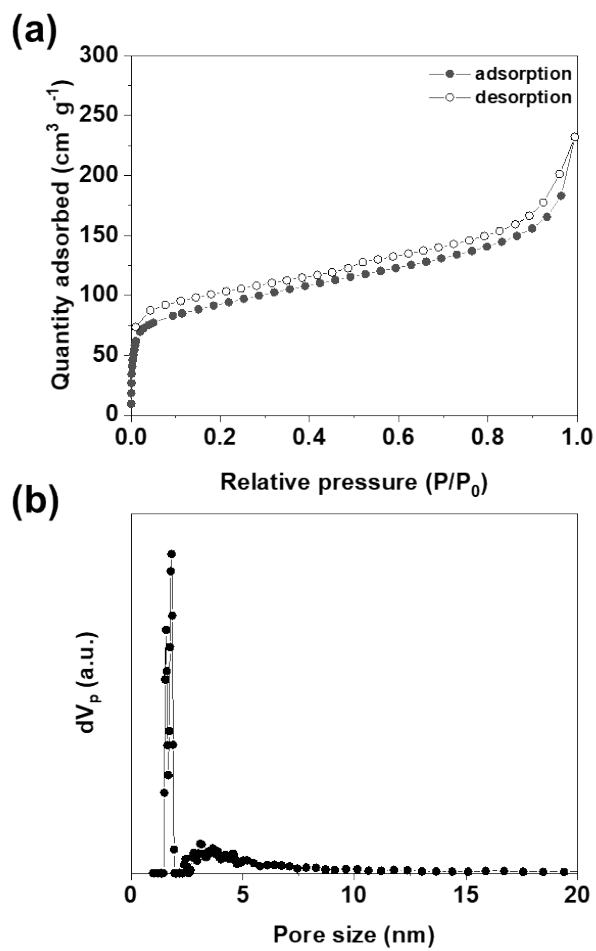 (a)
300
250
200
150
100
50
0
Quantity adsorbed (cm³ g⁻¹)
adsorption
desorption
0.0 0.2 0.4 0.6 0.8 1.0
Relative pressure (P/P₀)
(b)
dVₚ (a.u.)
0 5 10 15 20
Pore size (nm)